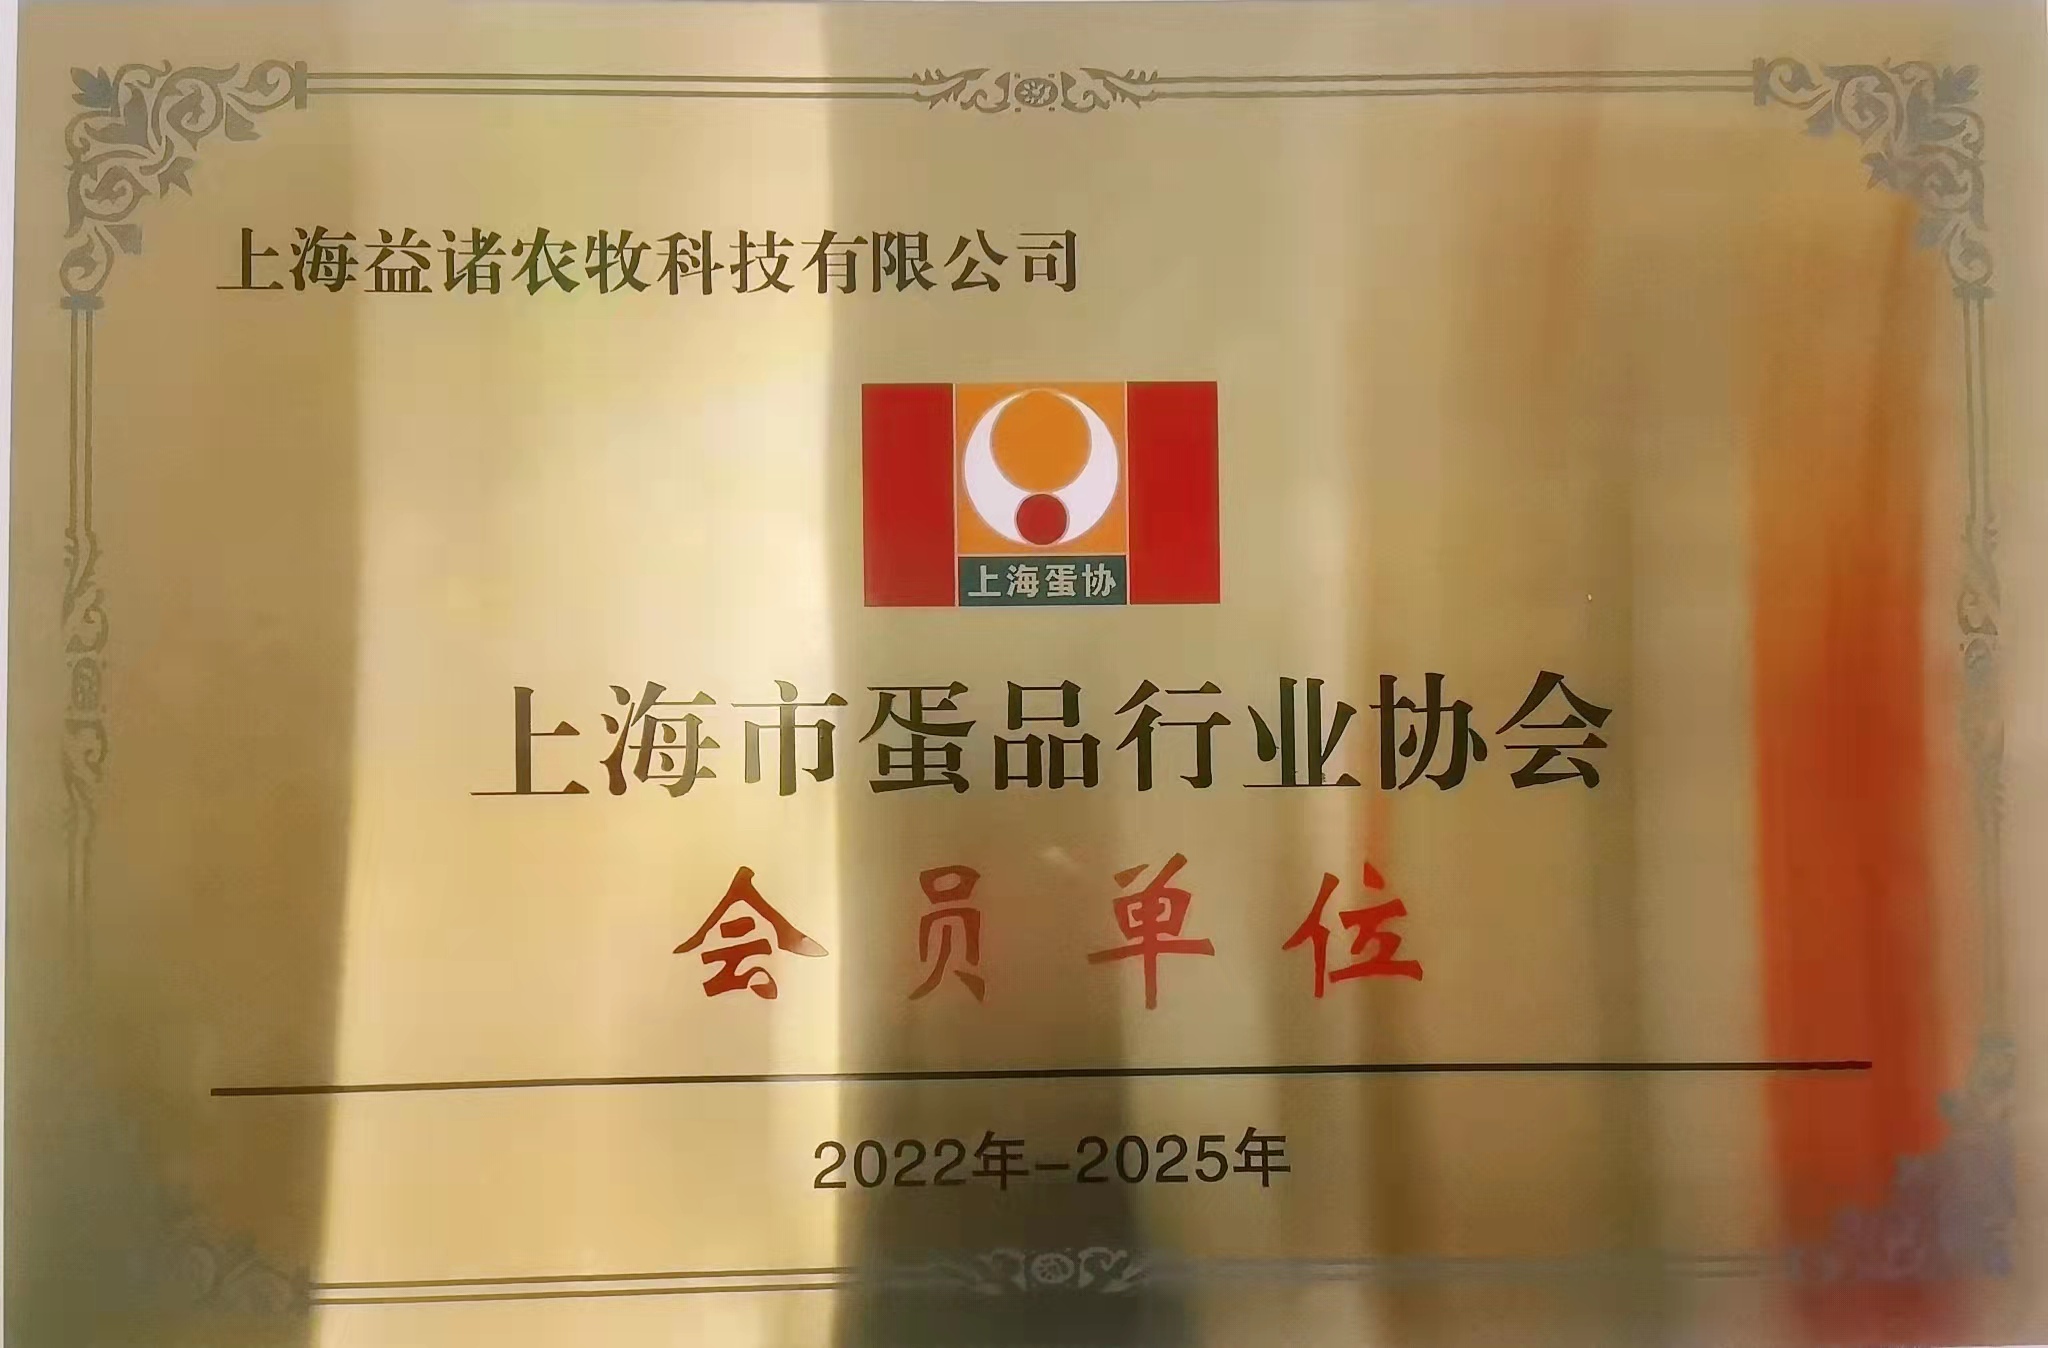 上海益诸农牧科技有限公司
上海蛋协
上海市蛋品行业协会
会员单位
2022年-2025年